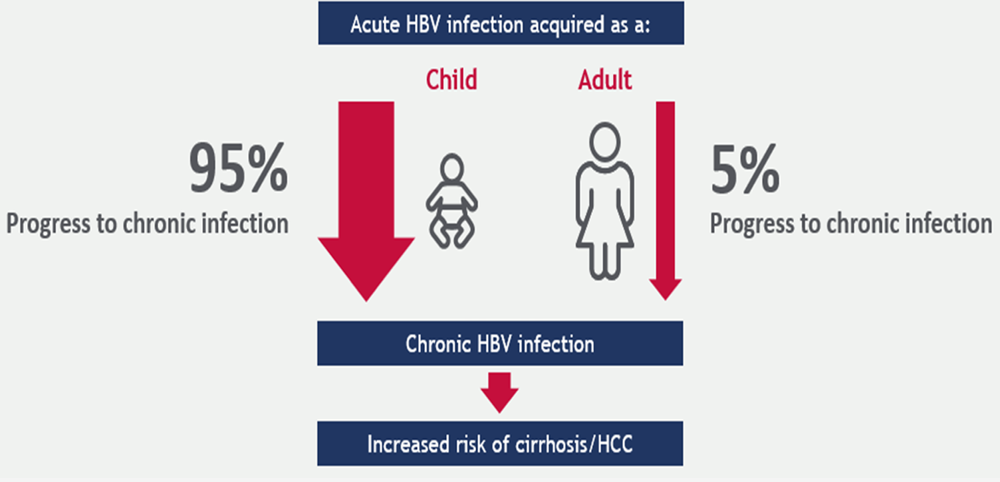 Acute HBV infection acquired as a:
Child
Adult
95%
Progress to chronic infection
5%
Progress to chronic infection
Chronic HBV infection
Increased risk of cirrhosis/HCC